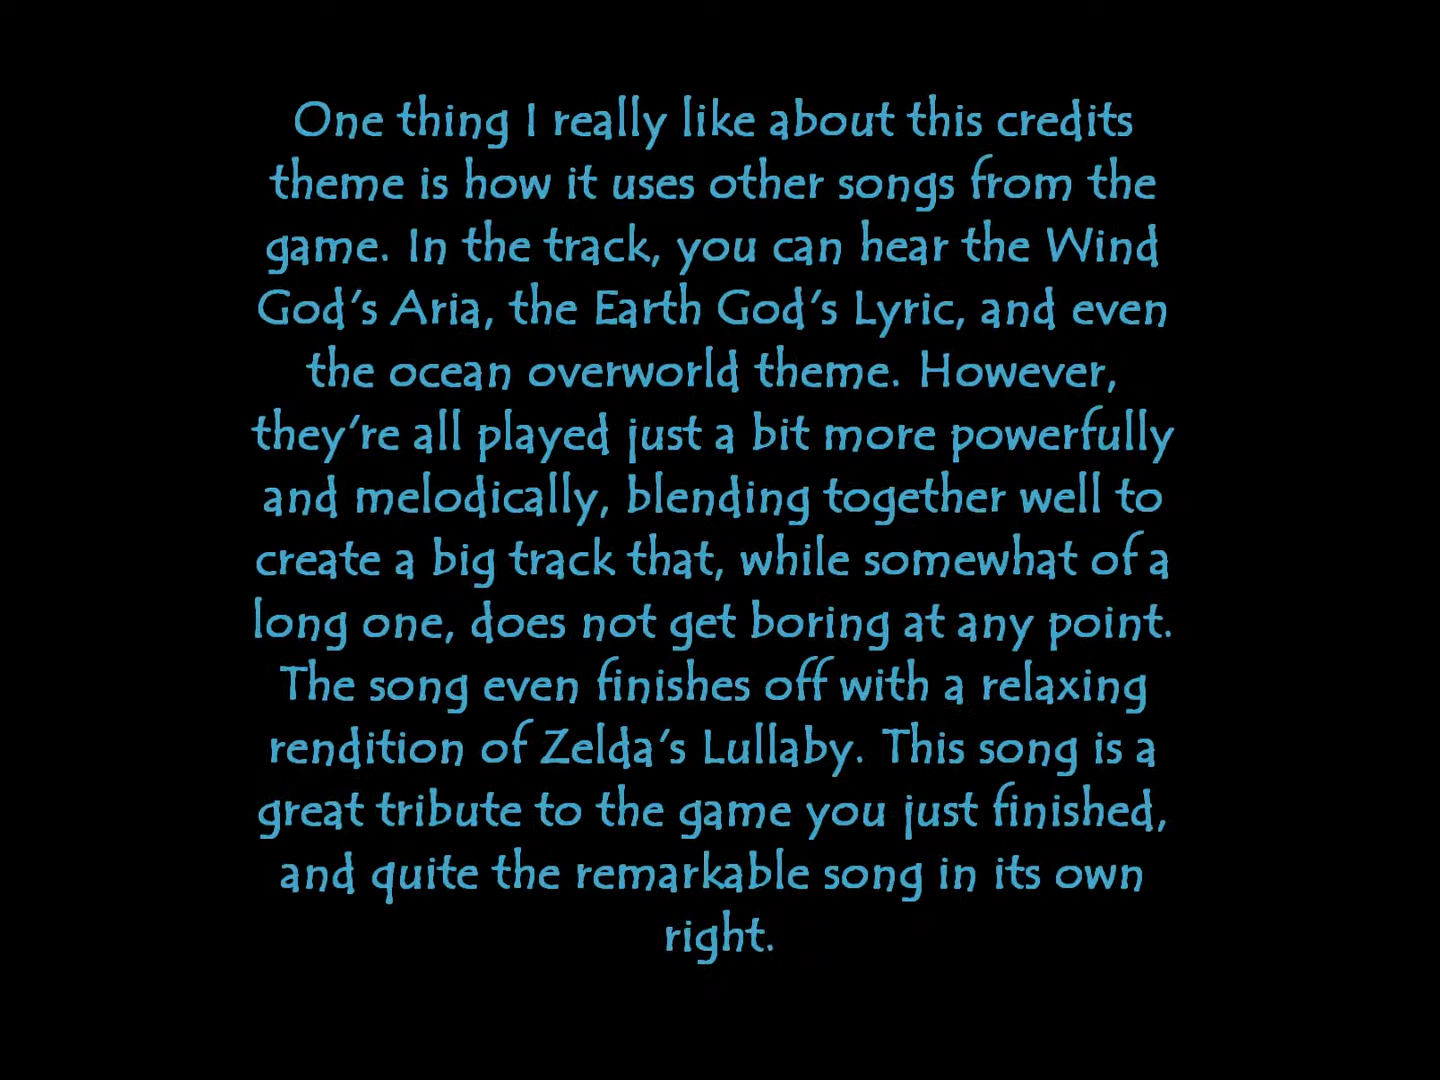 One thing I really like about this credits
theme is how it uses other songs from the
game. In the track, you can hear the Wind
God's Aria, the Earth God's Lyric, and even
the ocean overworld theme. However,
they're all played just a bit more powerfully
and melodically, blending together well to
create a big track that, while somewhat of a
long one, does not get boring at any point.
The song even finishes off with a relaxing
rendition of Zelda's Lullaby. This song is a
great tribute to the game you just finished,
and quite the remarkable song in its own
right.